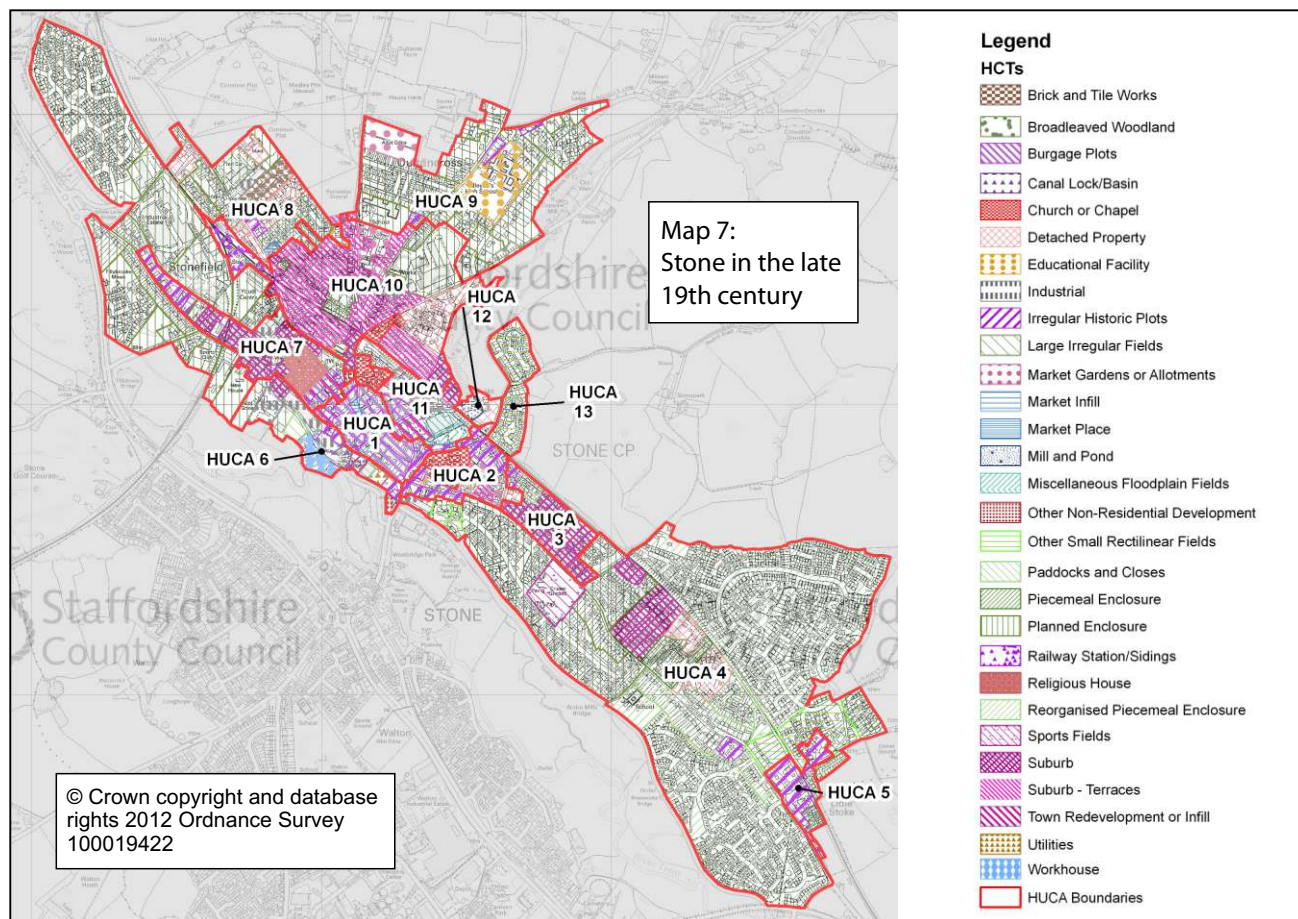 Legend
HCTs
Brick and Tile Works
Broadleaved Woodland
Burgage Plots
Canal Lock/Basin
Church or Chapel
Detached Property
Educational Facility
Industrial
Irregular Historic Plots
Large Irregular Fields
Market Gardens or Allotments
Market Infill
Market Place
Mill and Pond
Miscellaneous Floodplain Fields
Other Non-Residential Development
Other Small Rectilinear Fields
Paddocks and Closes
Piecemeal Enclosure
Planned Enclosure
Railway Station/Sidings
Religious House
Reorganised Piecemeal Enclosure
Sports Fields
Suburb
Suburb - Terraces
Town Redevelopment or Infill
Utilities
Workhouse
HUCA Boundaries
Map 7:
Stone in the late
19th century
HUCA 8
HUCA 9
HUCA 10
HUCA
12
HUCA 7
HUCA
13
HUCA
11
HUCA
1
HUCA 6
HUCA 2
HUCA
3
HUCA 4
HUCA 5
Stonefield
STONE CP
STONE
Walton
School
Staffordshire
County Council
Staffordshire
County Council
© Crown copyright and database
rights 2012 Ordnance Survey
100019422